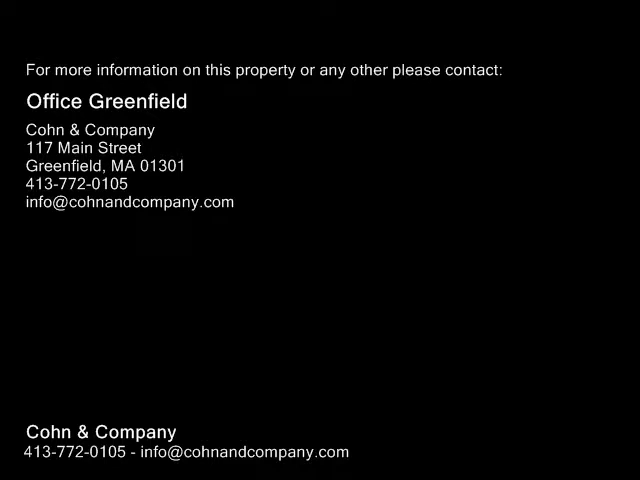 For more information on this property or any other please contact:
Office Greenfield
Cohn & Company
117 Main Street
Greenfield, MA 01301
413-772-0105
info@cohnandcompany.com
Cohn & Company
413-772-0105 - info@cohnandcompany.com